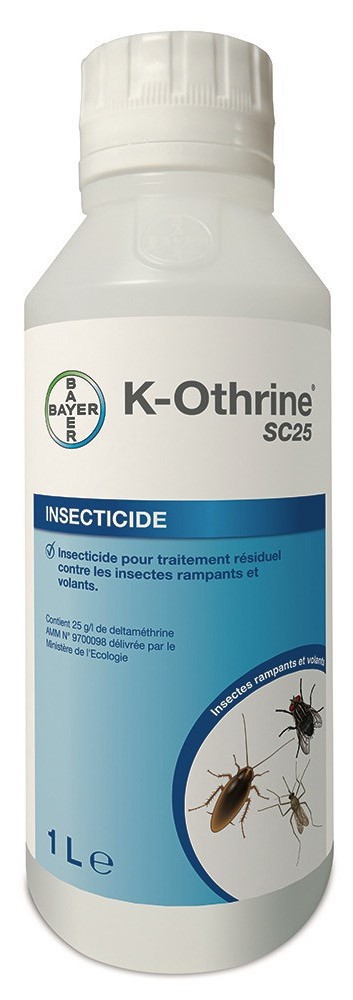 BAYER
BAYER
K-Othrine®
SC25
INSECTICIDE
Insecticide pour traitement résiduel
contre les insectes rampants et
volants.
Contient 25 g/l de deltaméthrine
AMM N° 9700098 délivrée par le
Ministère de l'Ecologie
Insectes rampants et volants
1 L e